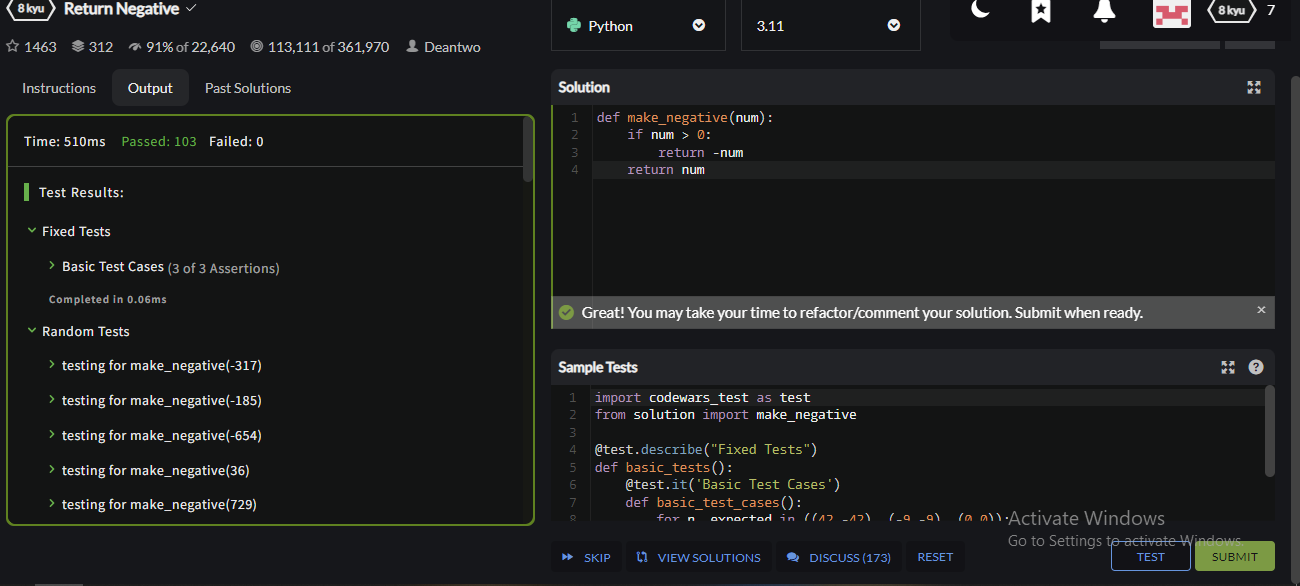 8 kyu Return Negative
1463 312 91% of 22,640 113,111 of 361,970 Deantwo
Instructions Output Past Solutions
Time: 510ms Passed: 103 Failed: 0
Test Results:
Fixed Tests
Basic Test Cases (3 of 3 Assertions)
Completed in 0.06ms
Random Tests
testing for make_negative(-317)
testing for make_negative(-185)
testing for make_negative(-654)
testing for make_negative(36)
testing for make_negative(729)
Python 3.11
8 kyu 7
Solution
1 def make_negative(num):
2 if num > 0:
3 return -num
4 return num
Great! You may take your time to refactor/comment your solution. Submit when ready.
Sample Tests
1 import codewars_test as test
2 from solution import make_negative
3
4 @test.describe("Fixed Tests")
5 def basic_tests():
6 @test.it('Basic Test Cases')
7 def basic_test_cases():
8 for n, expected in ((42, -42), (-9, -9), (0, 0)):
Activate Windows
Go to Settings to activate Windows.
SKIP VIEW SOLUTIONS DISCUSS (173) RESET TEST SUBMIT